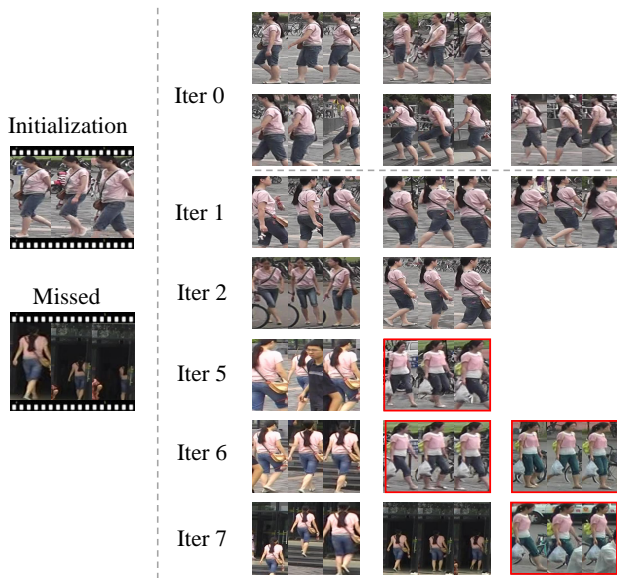 Initialization
Missed
Iter 0
Iter 1
Iter 2
Iter 5
Iter 6
Iter 7